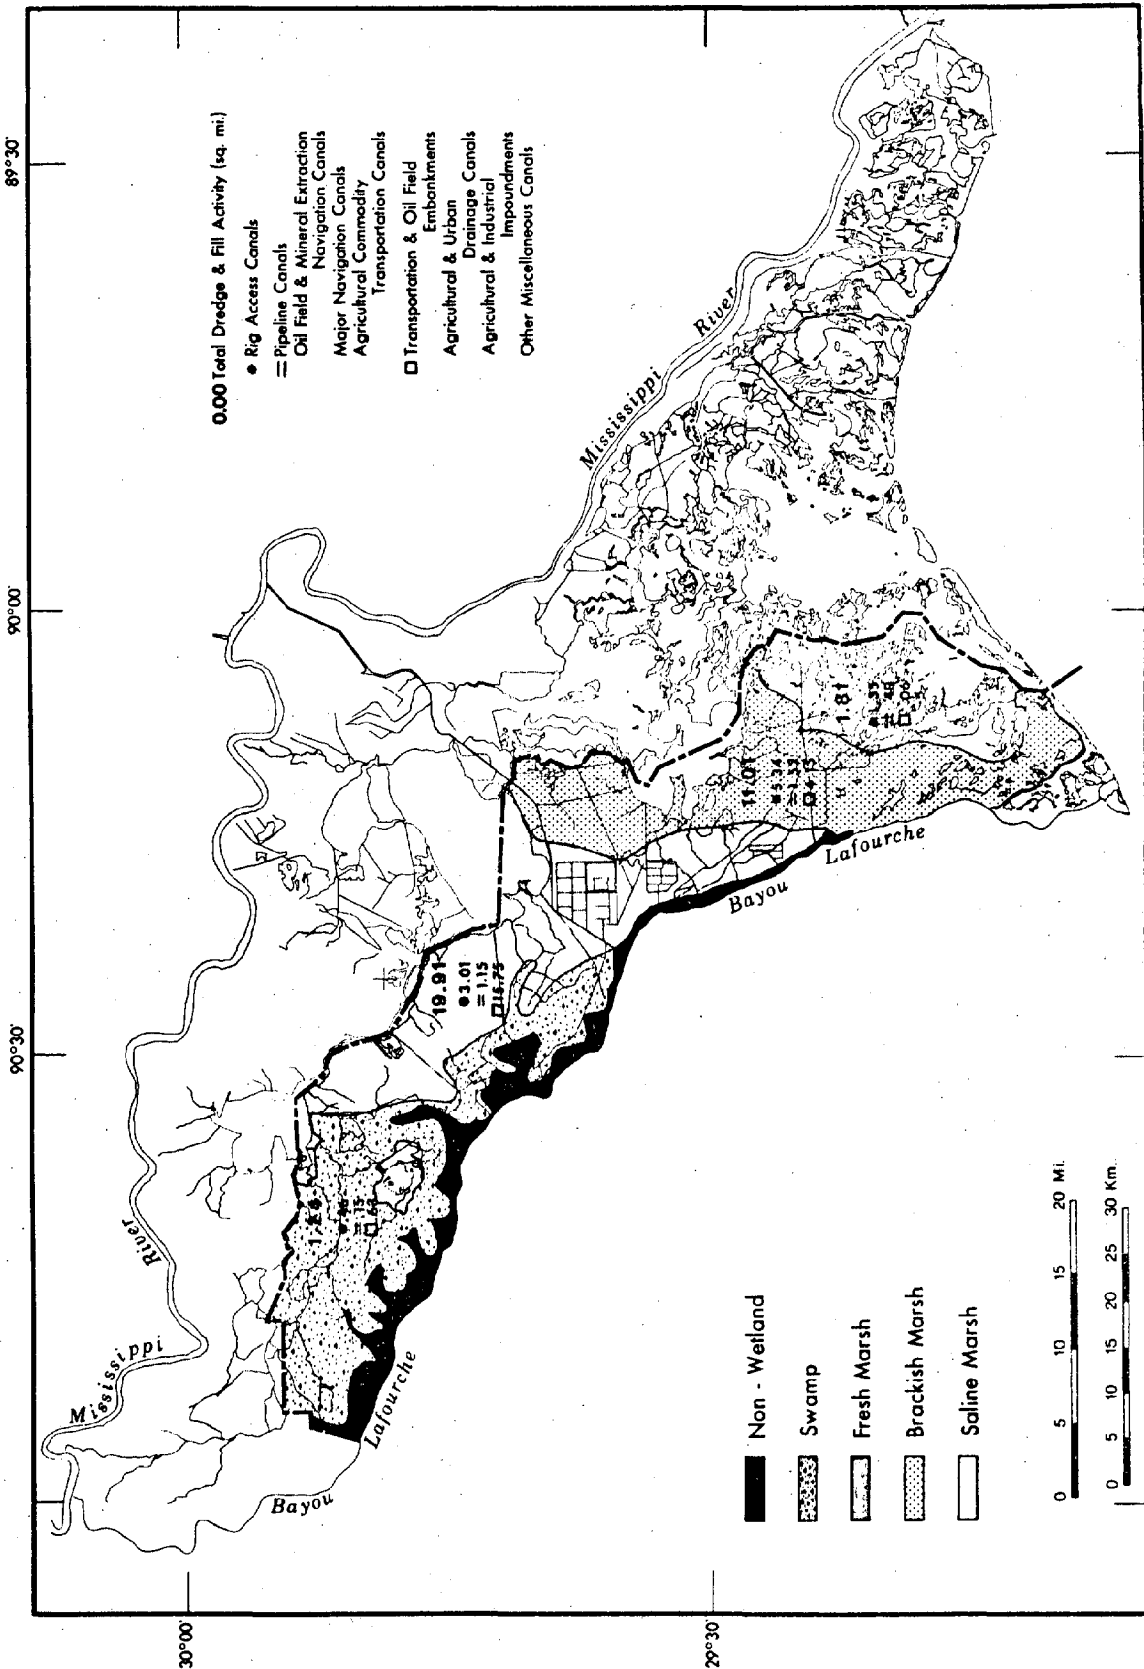 90°30'
90°00'
89°30'
30°00'
29°30'
0.00 Total Dredge & Fill Activity (sq. mi.)
● Rig Access Canals
= Pipeline Canals
Oil Field & Mineral Extraction
Navigation Canals
Major Navigation Canals
Agricultural Commodity
Transportation Canals
□ Transportation & Oil Field
Embankments
Agricultural & Urban
Drainage Canals
Agricultural & Industrial
Impoundments
Other Miscellaneous Canals
Mississippi
River
Mississippi
River
Bayou
Lafourche
Bayou
Lafourche
=.15
19.91
●3.01
=1.15
□15.75
11.01
●5.34
1.81
Non - Wetland
Swamp
Fresh Marsh
Brackish Marsh
Saline Marsh
0 5 10 15 20 Mi.
0 5 10 15 20 25 30 Km.